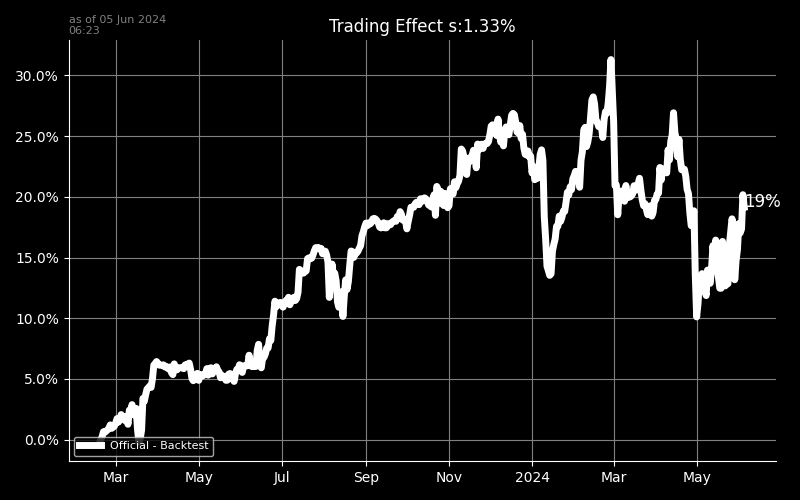 as of 05 Jun 2024
06:23
Trading Effect s:1.33%
30.0%
25.0%
20.0%
15.0%
10.0%
5.0%
0.0%
19%
Official - Backtest
Mar May Jul Sep Nov 2024 Mar May